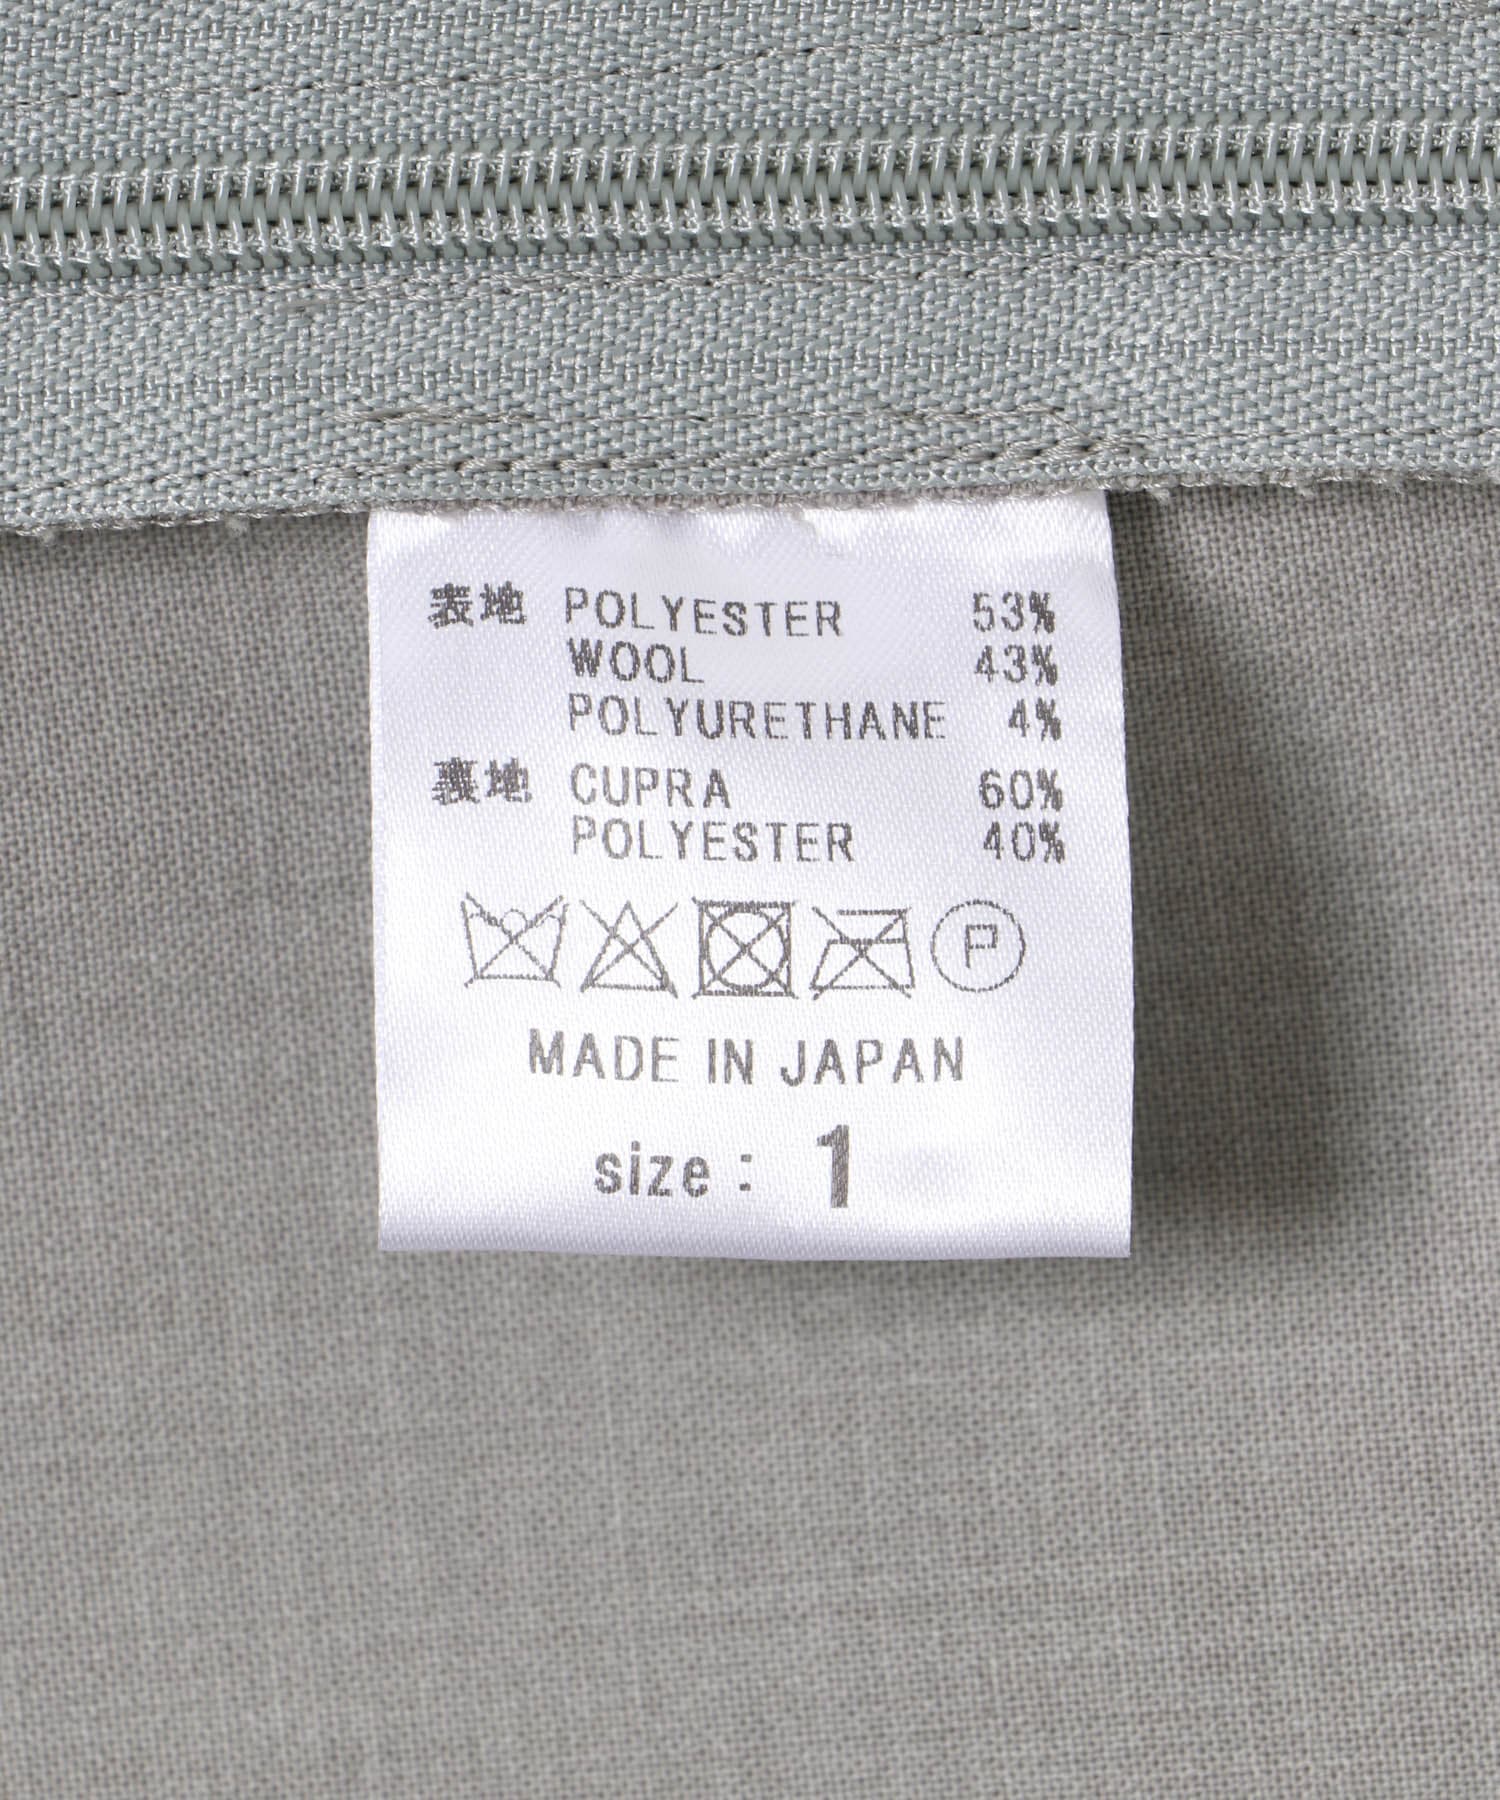 表地 POLYESTER 53%
WOOL 43%
POLYURETHANE 4%
裏地 CUPRA 60%
POLYESTER 40%
P
MADE IN JAPAN
size: 1